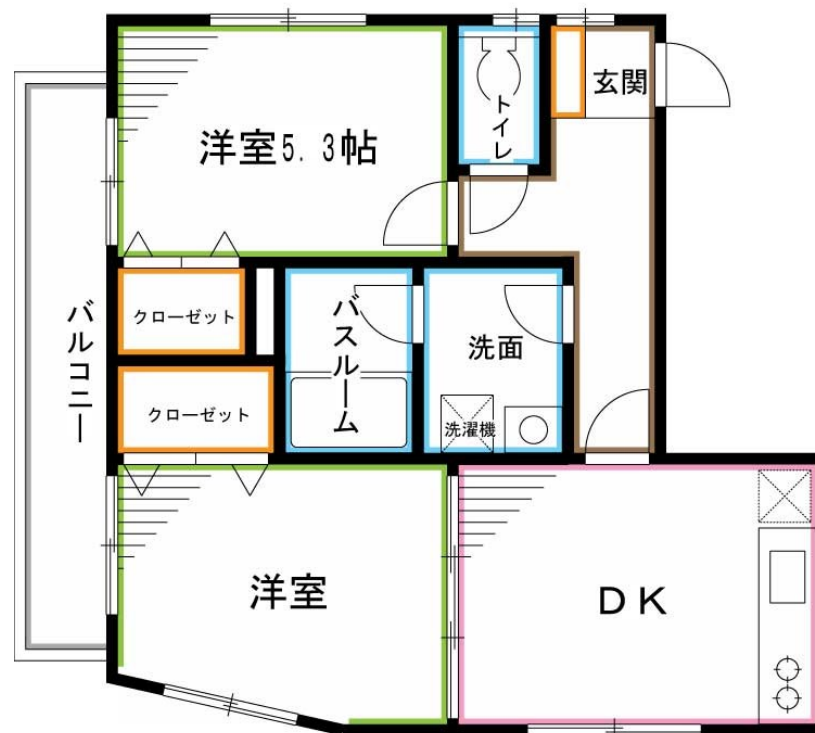 玄関
トイレ
洋室5.3帖
クローゼット
バスルーム
洗面
バルコニー
クローゼット
洗濯機
洋室
DK